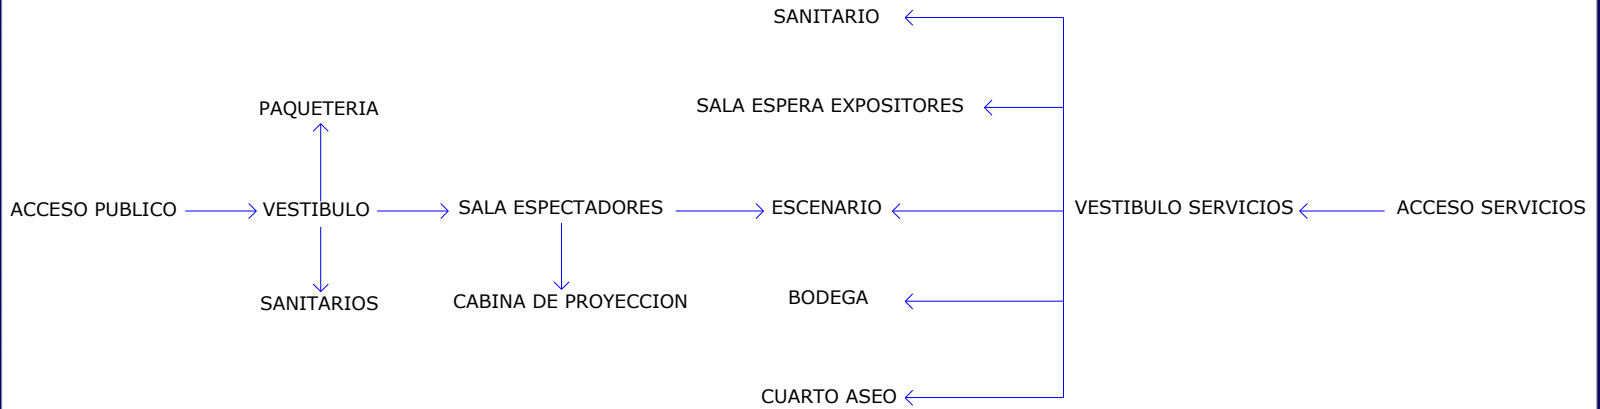 SANITARIO
PAQUETERIA
SALA ESPERA EXPOSITORES
ACCESO PUBLICO
VESTIBULO
SALA ESPECTADORES
ESCENARIO
VESTIBULO SERVICIOS
ACCESO SERVICIOS
SANITARIOS
CABINA DE PROYECCION
BODEGA
CUARTO ASEO